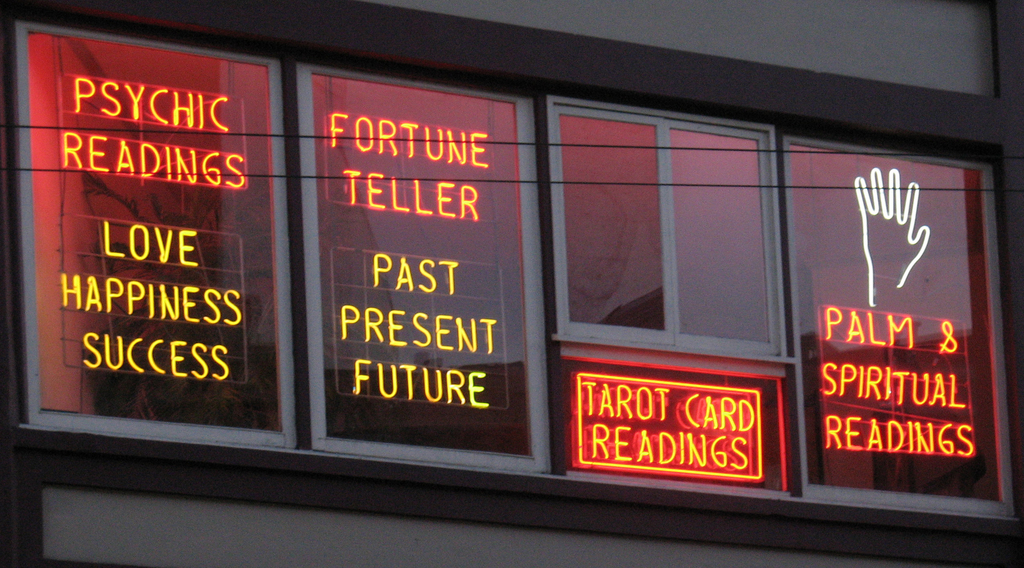 PSYCHIC
READINGS
LOVE
HAPPINESS
SUCCESS
FORTUNE
TELLER
PAST
PRESENT
FUTURE
TAROT CARD
READINGS
PALM &
SPIRITUAL
READINGS